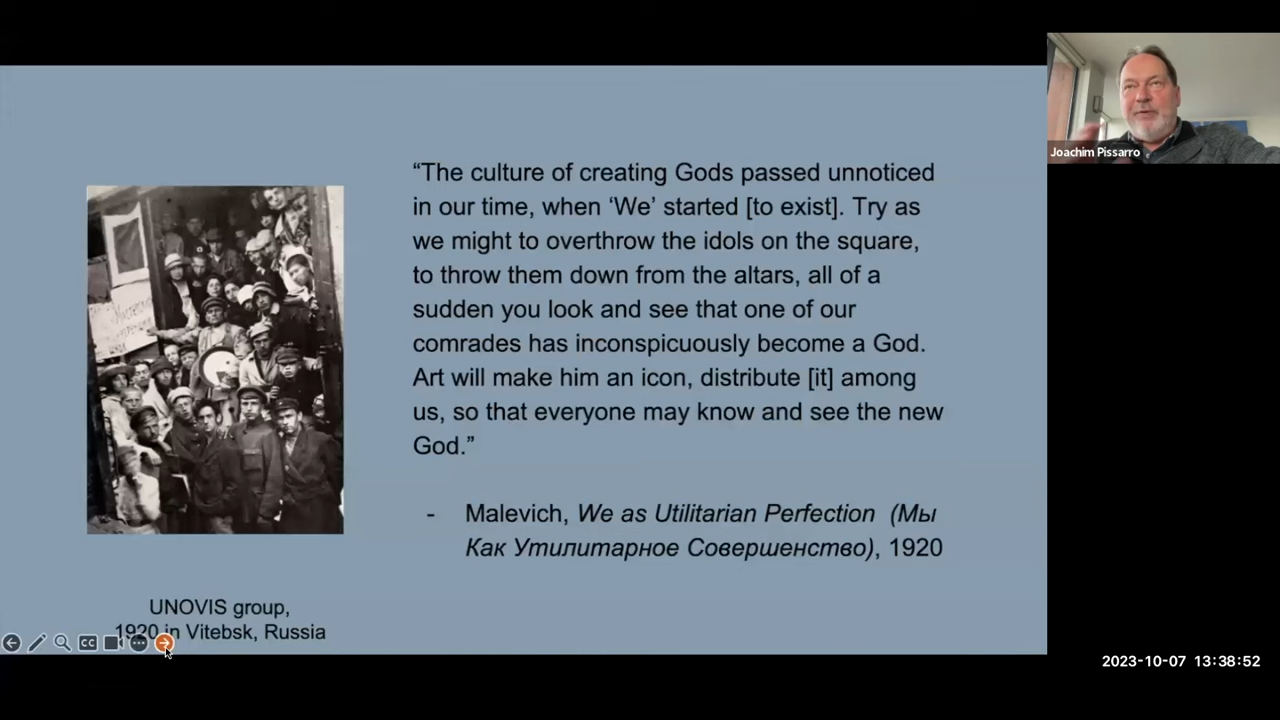 Joachim Pissarro
“The culture of creating Gods passed unnoticed
in our time, when ‘We’ started [to exist]. Try as
we might to overthrow the idols on the square,
to throw them down from the altars, all of a
sudden you look and see that one of our
comrades has inconspicuously become a God.
Art will make him an icon, distribute [it] among
us, so that everyone may know and see the new
God.”
- Malevich, We as Utilitarian Perfection (Мы
Как Утилитарное Совершенство), 1920
UNOVIS group,
1920 in Vitebsk, Russia
CC
2023-10-07 13:38:52